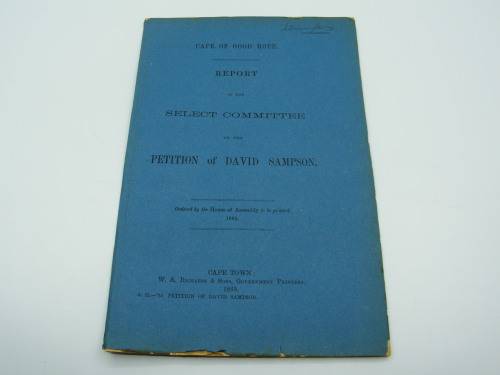 CAPE OF GOOD HOPE.
REPORT
OF THE
SELECT COMMITTEE
ON THE
PETITION of DAVID SAMPSON.
Ordered by the House of Assembly to be printed
CAPE TOWN
W. A. RICHARDS & SONS, GOVERNMENT PRINTERS.
PETITION OF DAVID SAMPSON.